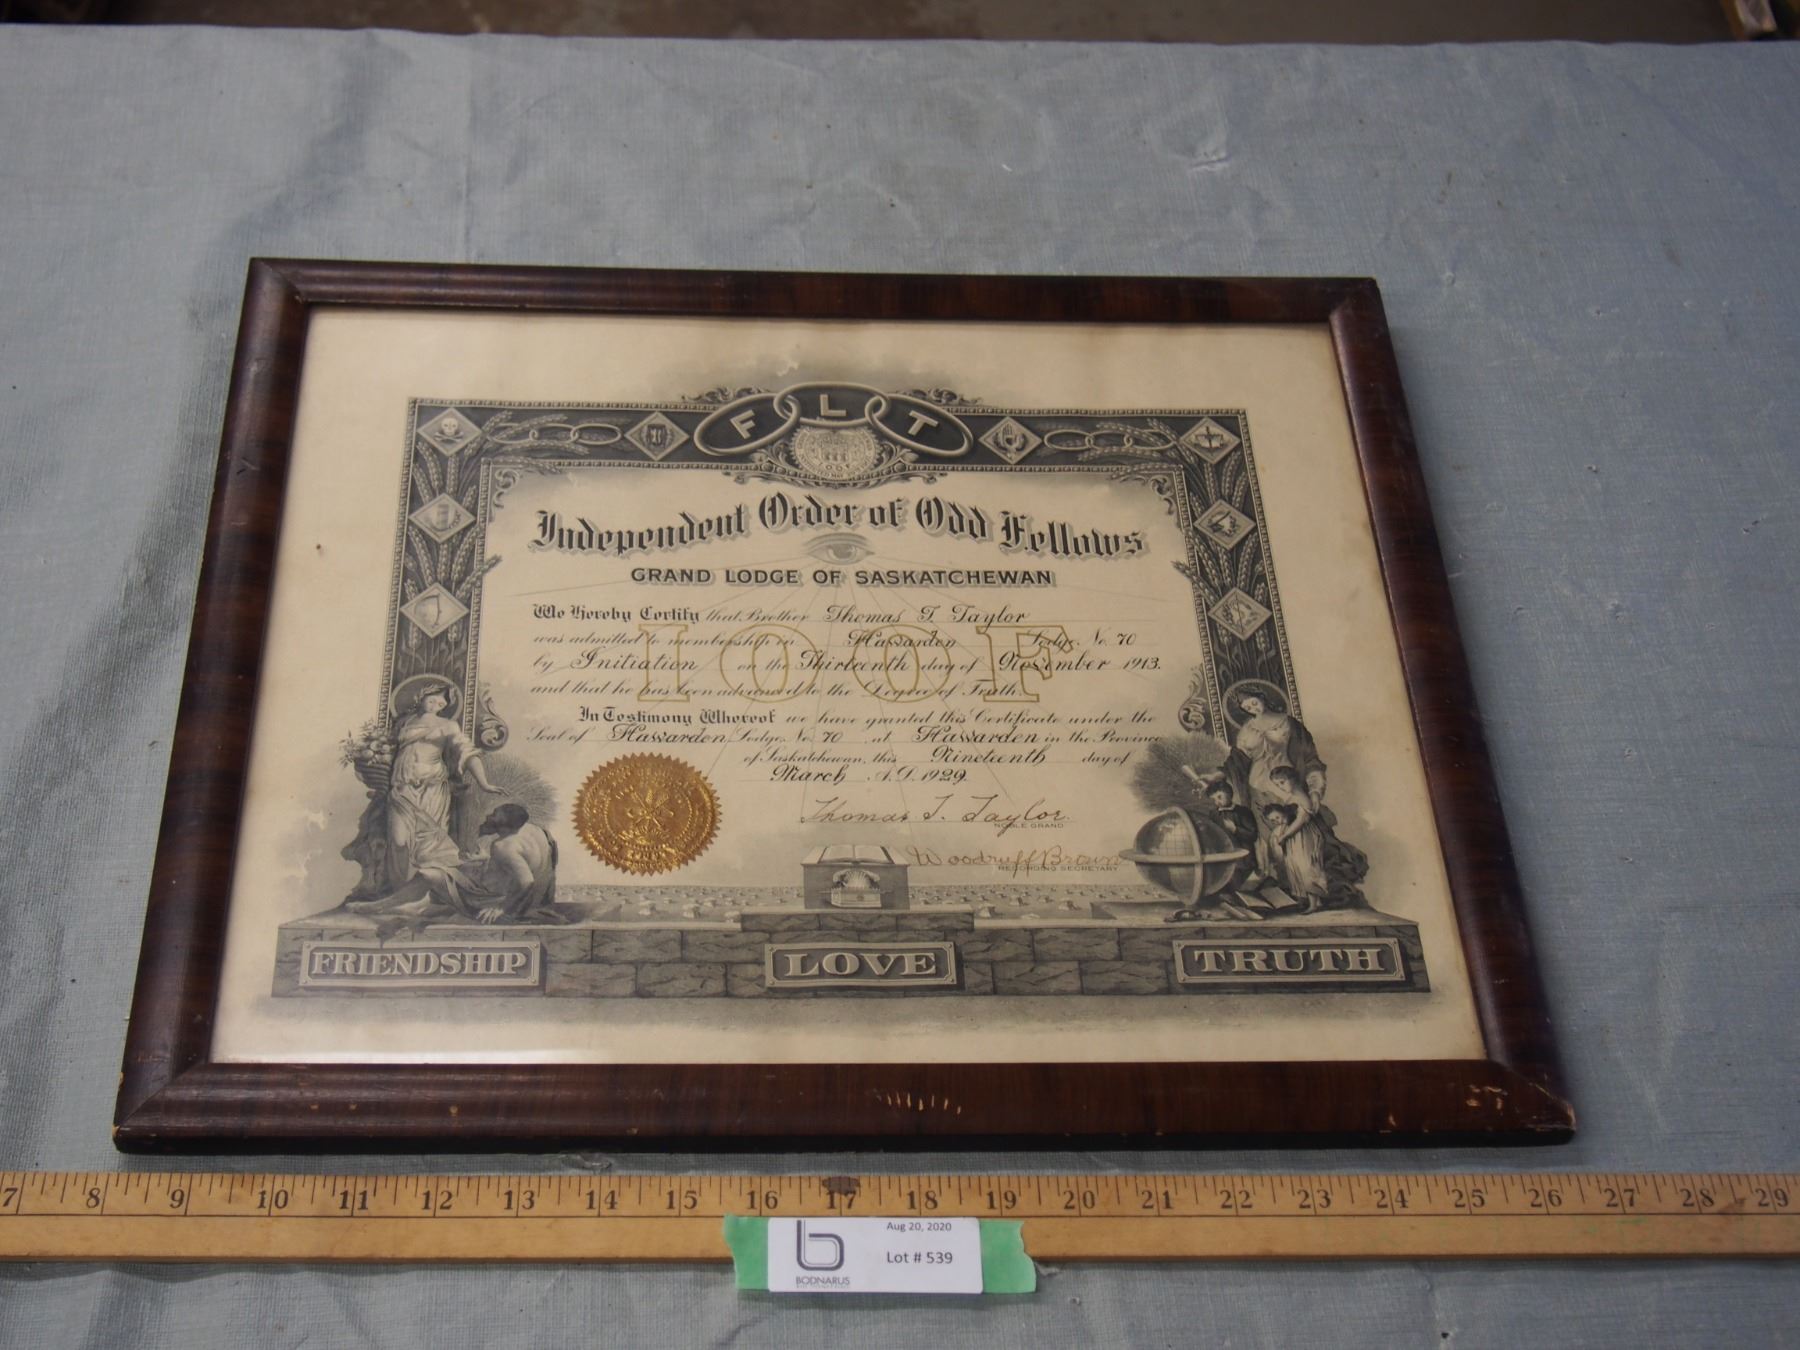 F L T
Independent Order of Odd Fellows
GRAND LODGE OF SASKATCHEWAN
We Hereby Certify that Brother Thomas T. Taylor
was admitted to membership in Hawarden Lodge, No. 70
by Initiation on the Thirteenth day of November 1913.
and that he has been advanced to the Degree of Truth.
I O O F
In Testimony Whereof we have granted this Certificate under the
Seal of Hawarden Lodge, No. 70 at Hawarden in the Province
of Saskatchewan, this Nineteenth day of
March A.D. 1929.
Thomas T. Taylor.
NOBLE GRAND
Woodruff Brown
RECORDING SECRETARY
FRIENDSHIP LOVE TRUTH
7 8 9 10 11 12 13 14 15 16 17 18 19 20 21 22 23 24 25 26 27 28 29
b
BODNARUS
Aug 20, 2020
Lot # 539